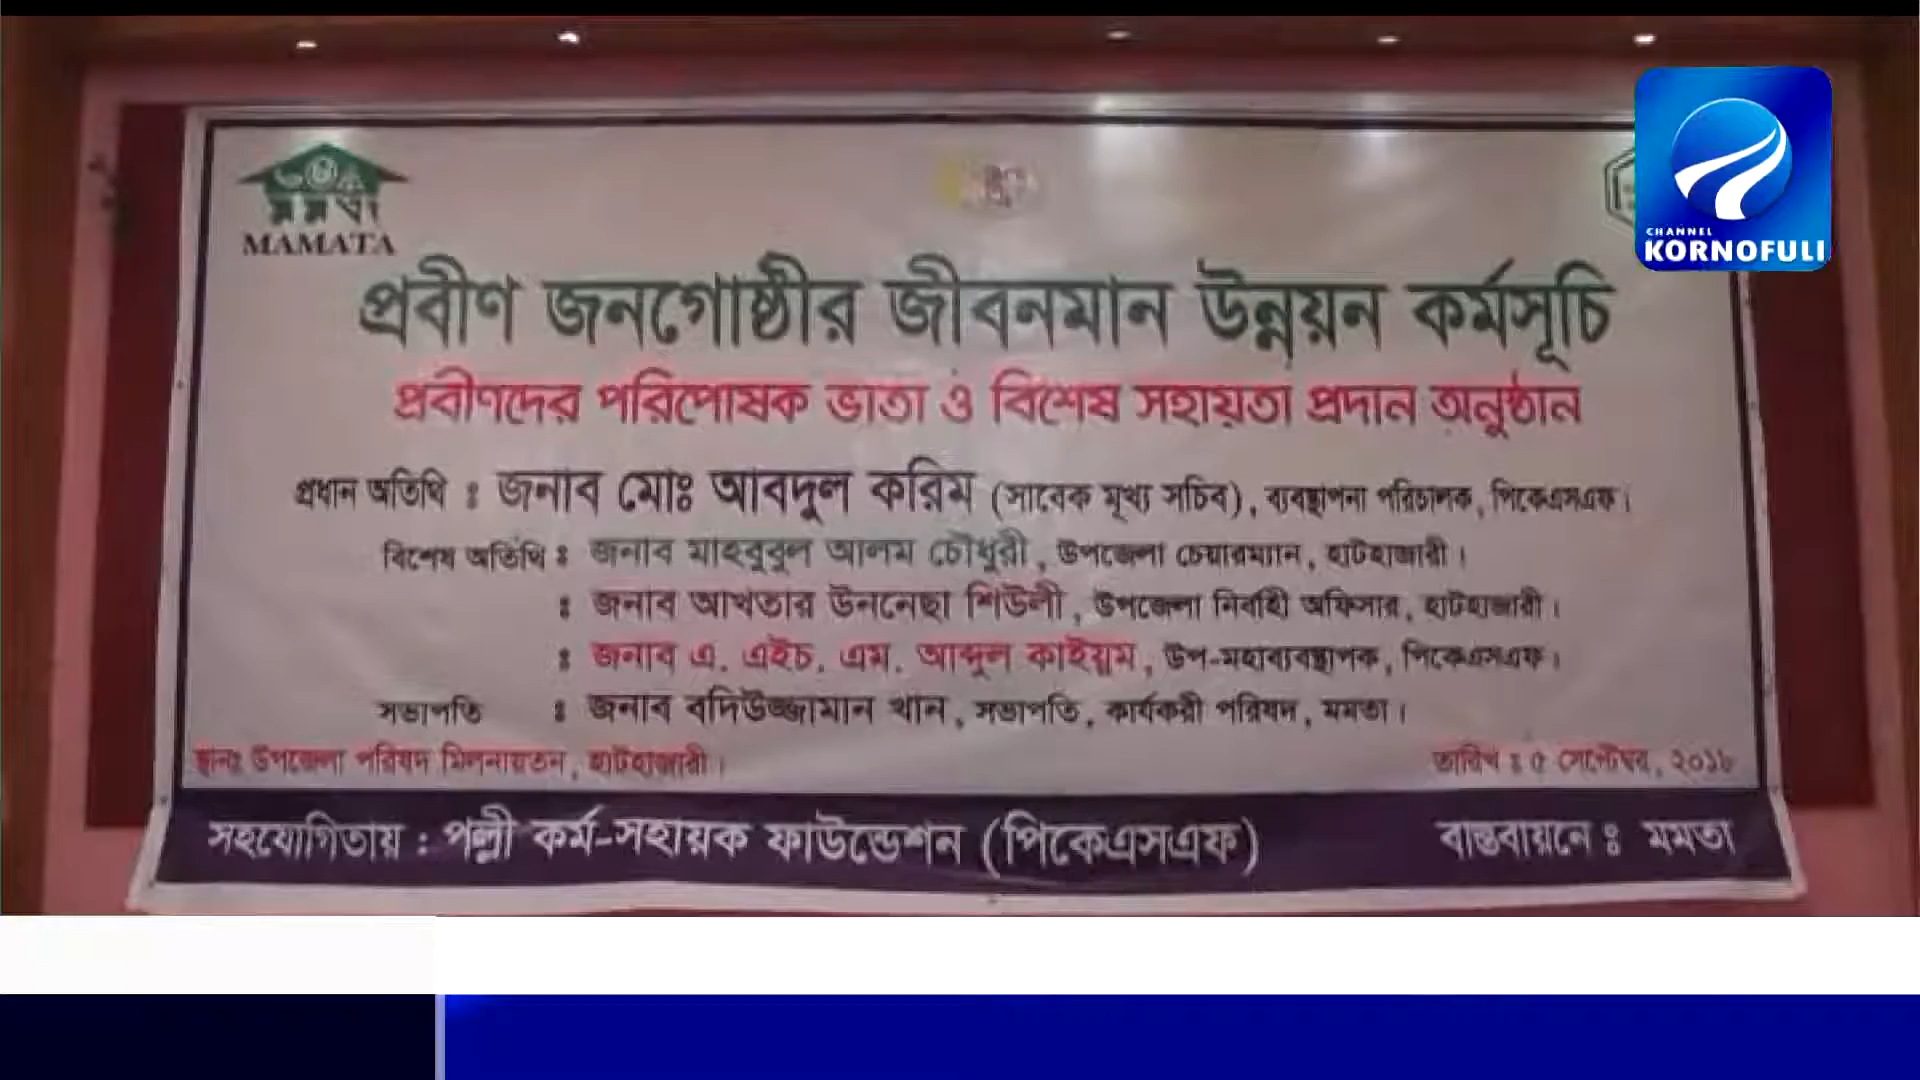 CHANNEL
KORNOFULI
মমতা
MAMATA
প্রবীণ জনগোষ্ঠীর জীবনমান উন্নয়ন কর্মসূচি
প্রবীণদের পরিপোষক ভাতা ও বিশেষ সহায়তা প্রদান অনুষ্ঠান
প্রধান অতিথি : জনাব মোঃ আবদুল করিম (সাবেক মূখ্য সচিব), ব্যবস্থাপনা পরিচালক, পিকেএসএফ।
বিশেষ অতিথি : জনাব মাহবুবুল আলম চৌধুরী, উপজেলা চেয়ারম্যান, হাটহাজারী।
: জনাব আখতার উননেছা শিউলী, উপজেলা নির্বাহী অফিসার, হাটহাজারী।
: জনাব এ. এইচ. এম. আব্দুল কাইয়ুম, উপ-মহাব্যবস্থাপক, পিকেএসএফ।
সভাপতি : জনাব বদিউজ্জামান খান, সভাপতি, কার্যকরী পরিষদ, মমতা।
স্থানঃ উপজেলা পরিষদ মিলনায়তন, হাটহাজারী।
তারিখ : ৫ সেপ্টেম্বর, ২০১৮
সহযোগিতায় : পল্লী কর্ম-সহায়ক ফাউন্ডেশন (পিকেএসএফ)
বাস্তবায়নে : মমতা